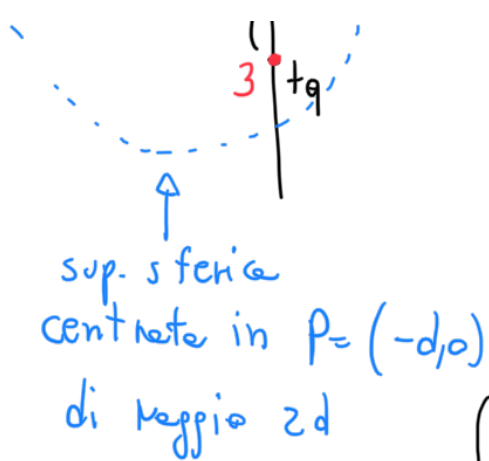 3 +q
sup. sferica
centrata in P=(-d,0)
di raggio 2d